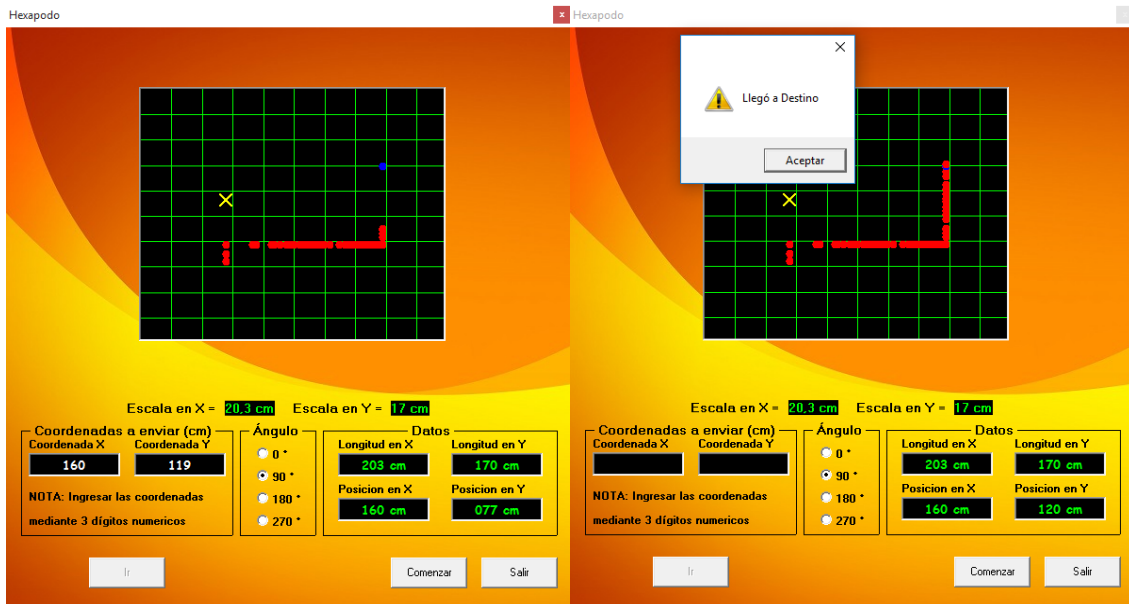 Hexapodo
x
Escala en X = 20,3 cm Escala en Y = 17 cm
Coordenadas a enviar (cm)
Coordenada X Coordenada Y
160 119
NOTA: Ingresar las coordenadas
mediante 3 dígitos numericos
Ángulo
0 °
90 °
180 °
270 °
Datos
Longitud en X Longitud en Y
203 cm 170 cm
Posicion en X Posicion en Y
160 cm 077 cm
Ir
Comenzar
Salir
Hexapodo
Llegó a Destino
Aceptar
Escala en X = 20,3 cm Escala en Y = 17 cm
Coordenadas a enviar (cm)
Coordenada X Coordenada Y
NOTA: Ingresar las coordenadas
mediante 3 dígitos numericos
Ángulo
0 °
90 °
180 °
270 °
Datos
Longitud en X Longitud en Y
203 cm 170 cm
Posicion en X Posicion en Y
160 cm 120 cm
Ir
Comenzar
Salir